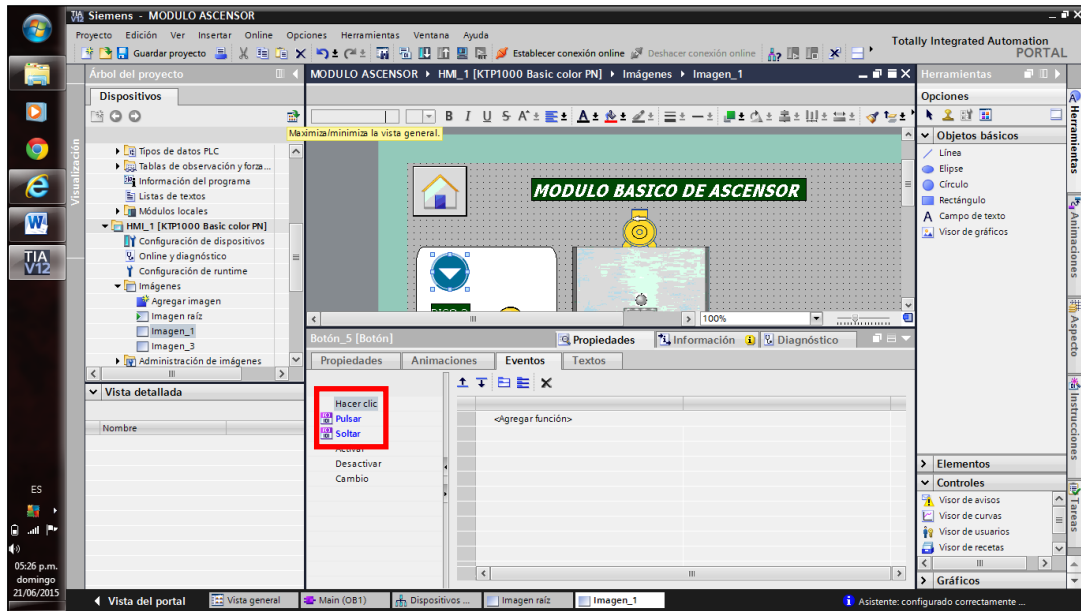 Siemens - MODULO ASCENSOR
Proyecto Edición Ver Insertar Online Opciones Herramientas Ventana Ayuda
Totally Integrated Automation
PORTAL
Guardar proyecto
Establecer conexión online
Deshacer conexión online
Árbol del proyecto
MODULO ASCENSOR HMI_1 [KTP1000 Basic color PN] Imágenes Imagen_1
Herramientas
Dispositivos
Opciones
Maximiza/minimiza la vista general.
Visualización
Tipos de datos PLC
Tablas de observación y forza...
Información del programa
Listas de textos
Módulos locales
HMI_1 [KTP1000 Basic color PN]
Configuración de dispositivos
Online y diagnóstico
Configuración de runtime
Imágenes
Agregar imagen
Imagen raíz
Imagen_1
Imagen_3
Administración de imágenes
Vista detallada
Nombre
MODULO BASICO DE ASCENSOR
100%
Botón_5 [Botón]
Propiedades
Información
Diagnóstico
Propiedades Animaciones Eventos Textos
Hacer clic
Pulsar
Soltar
Activar
Desactivar
Cambio
<Agregar función>
Objetos básicos
Línea
Elipse
Círculo
Rectángulo
Campo de texto
Visor de gráficos
Elementos
Controles
Visor de avisos
Visor de curvas
Visor de usuarios
Visor de recetas
Gráficos
Herramientas
Animaciones
Aspecto
Instrucciones
Tareas
TIA
V12
ES
05:26 p.m.
domingo
21/06/2015
Vista del portal
Vista general
Main (OB1)
Dispositivos ...
Imagen raíz
Imagen_1
Asistente: configurado correctamente ...